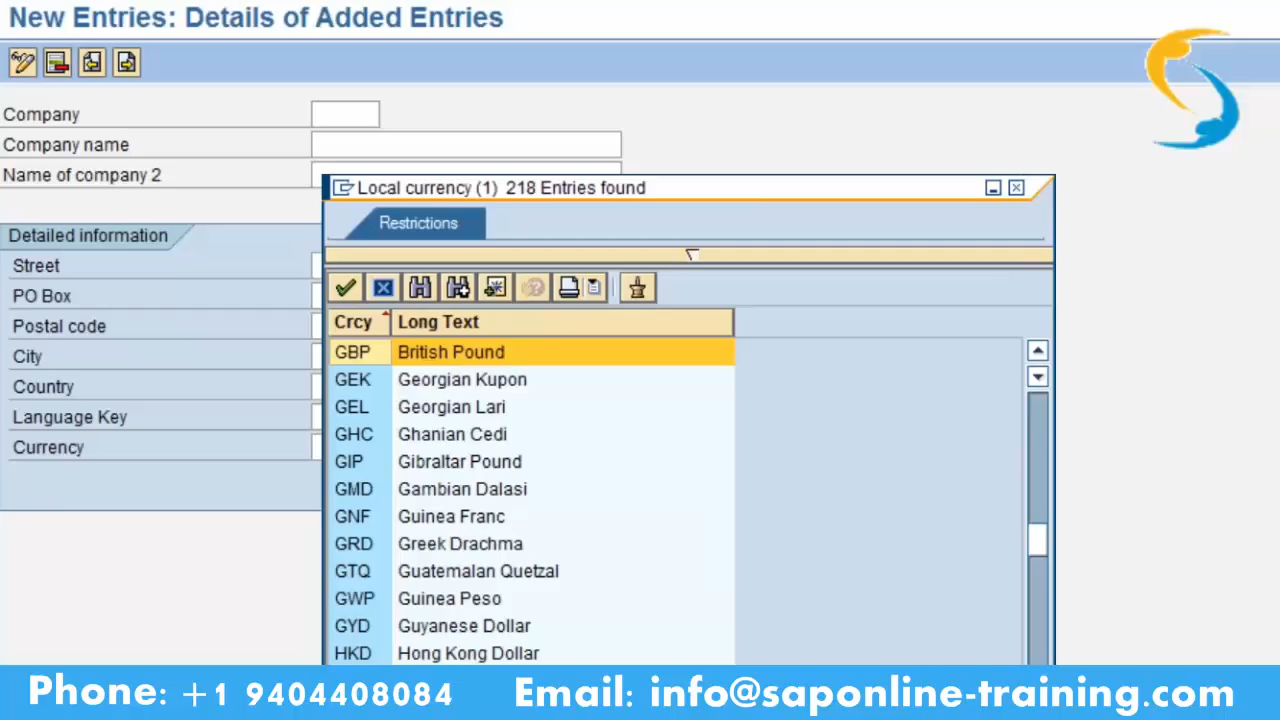 New Entries: Details of Added Entries
Company
Company name
Name of company 2
Local currency (1) 218 Entries found
Restrictions
Detailed information
Street
PO Box
Postal code
City
Country
Language Key
Currency
Crcy Long Text
GBP British Pound
GEK Georgian Kupon
GEL Georgian Lari
GHC Ghanian Cedi
GIP Gibraltar Pound
GMD Gambian Dalasi
GNF Guinea Franc
GRD Greek Drachma
GTQ Guatemalan Quetzal
GWP Guinea Peso
GYD Guyanese Dollar
HKD Hong Kong Dollar
Phone: +1 9404408084 Email: info@saponline-training.com